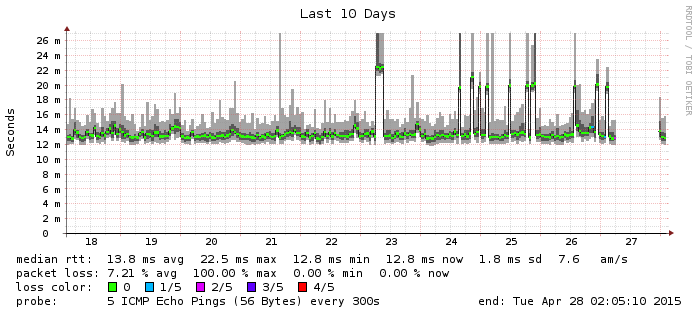 Last 10 Days
RRDTOOL / TOBI OETIKER
Seconds
26 m
24 m
22 m
20 m
18 m
16 m
14 m
12 m
10 m
8 m
6 m
4 m
2 m
0
18 19 20 21 22 23 24 25 26 27
median rtt: 13.8 ms avg 22.5 ms max 12.8 ms min 12.8 ms now 1.8 ms sd 7.6 am/s
packet loss: 7.21 % avg 100.00 % max 0.00 % min 0.00 % now
loss color: 0 1/5 2/5 3/5 4/5
probe: 5 ICMP Echo Pings (56 Bytes) every 300s end: Tue Apr 28 02:05:10 2015